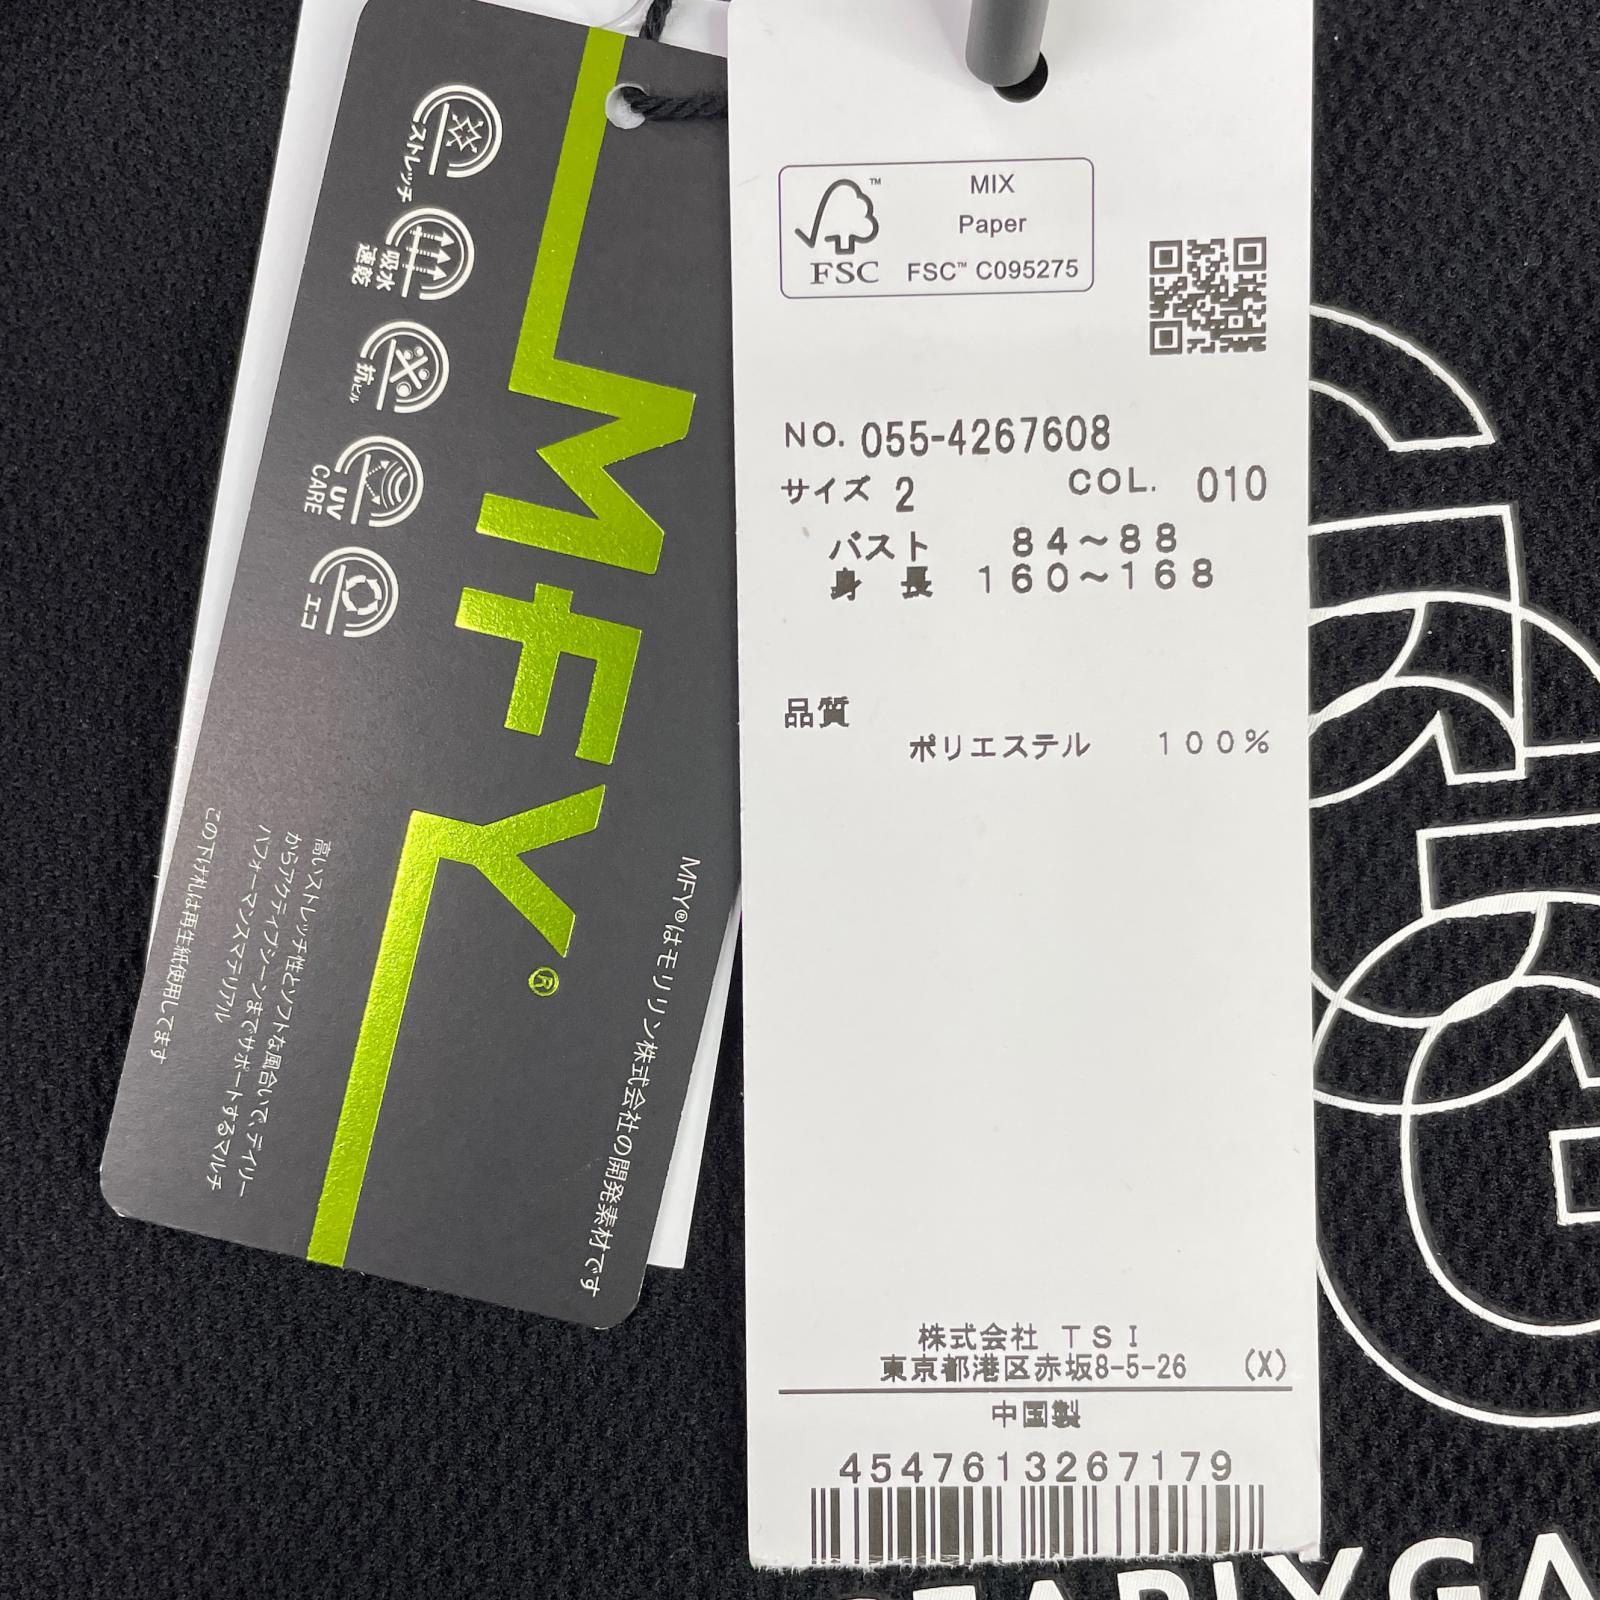 ストレッチ
吸水
速乾
抗ピル
UV
CARE
エコ
MFY®
MFY®はモリリン株式会社の開発素材です
高いストレッチ性とソフトな風合いで、デイリー
からアクティブシーンまでサポートするマルチ
パフォーマンスマテリアル
この下げ札は再生紙使用してます
FSC™
MIX
Paper
FSC™ C095275
NO. 055-4267608
サイズ 2 COL. 010
バスト 84~88
身長 160~168
品質
ポリエステル 100%
株式会社 TSI
東京都港区赤坂8-5-26 (X)
中国製
4547613267179